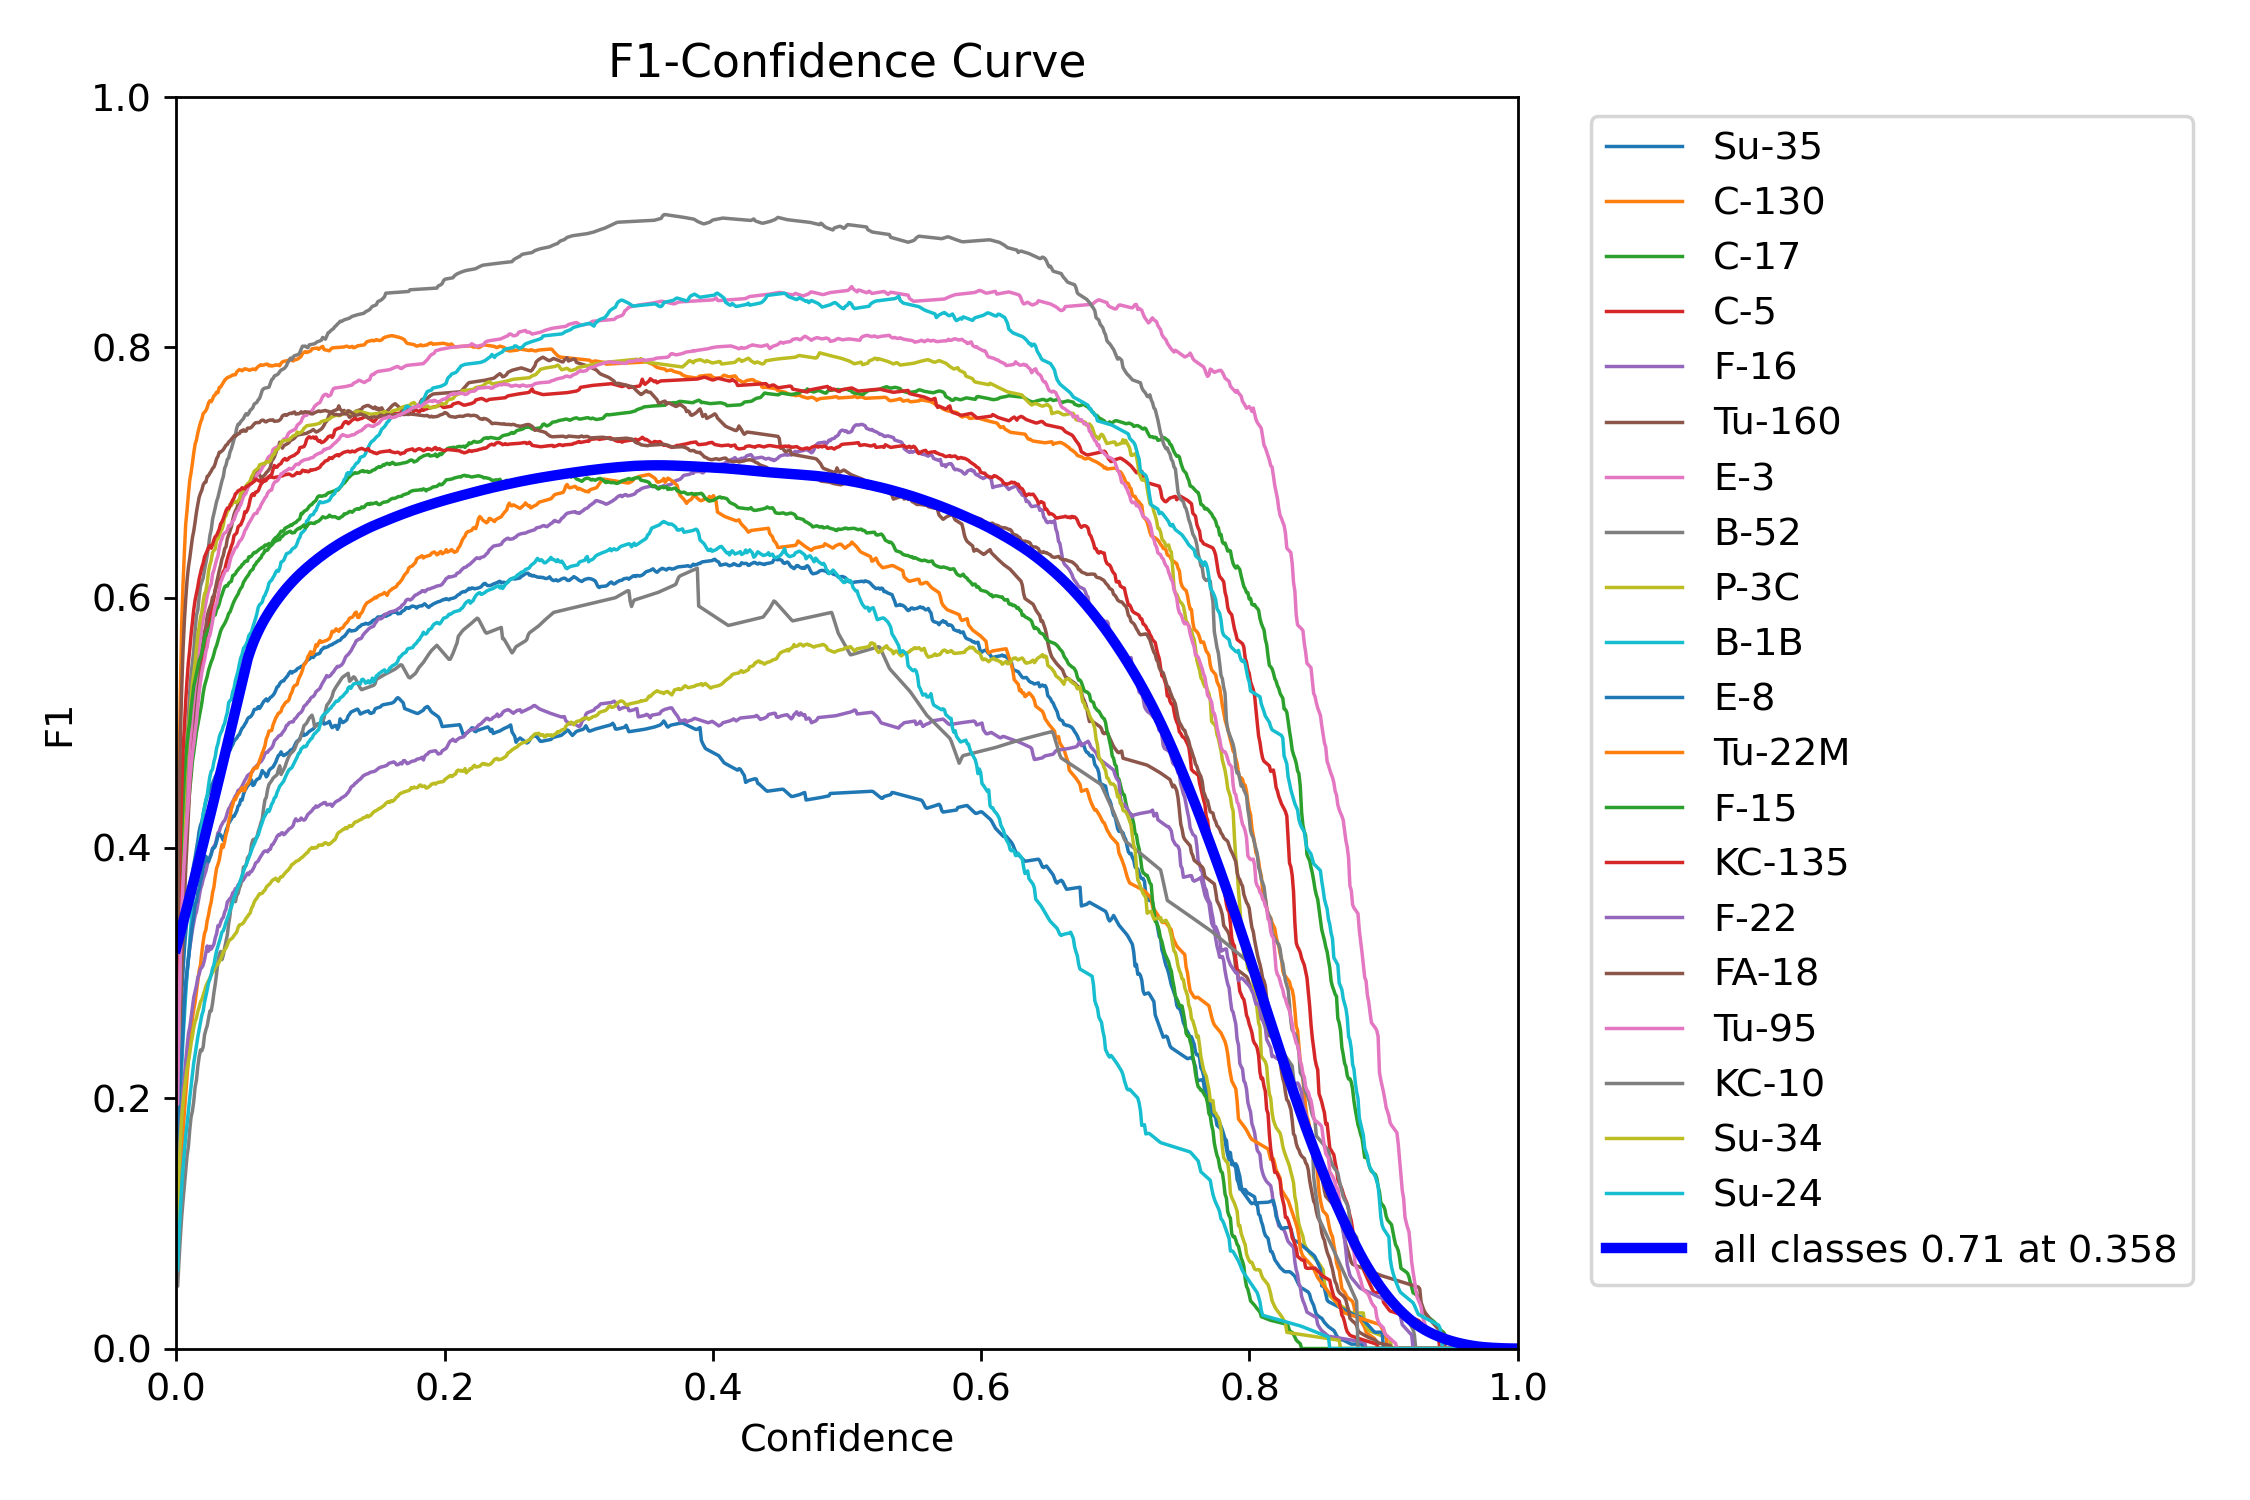 F1-Confidence Curve
1.0
0.8
0.6
0.4
0.2
0.0
F1
0.0 0.2 0.4 0.6 0.8 1.0
Confidence
Su-35
C-130
C-17
C-5
F-16
Tu-160
E-3
B-52
P-3C
B-1B
E-8
Tu-22M
F-15
KC-135
F-22
FA-18
Tu-95
KC-10
Su-34
Su-24
all classes 0.71 at 0.358